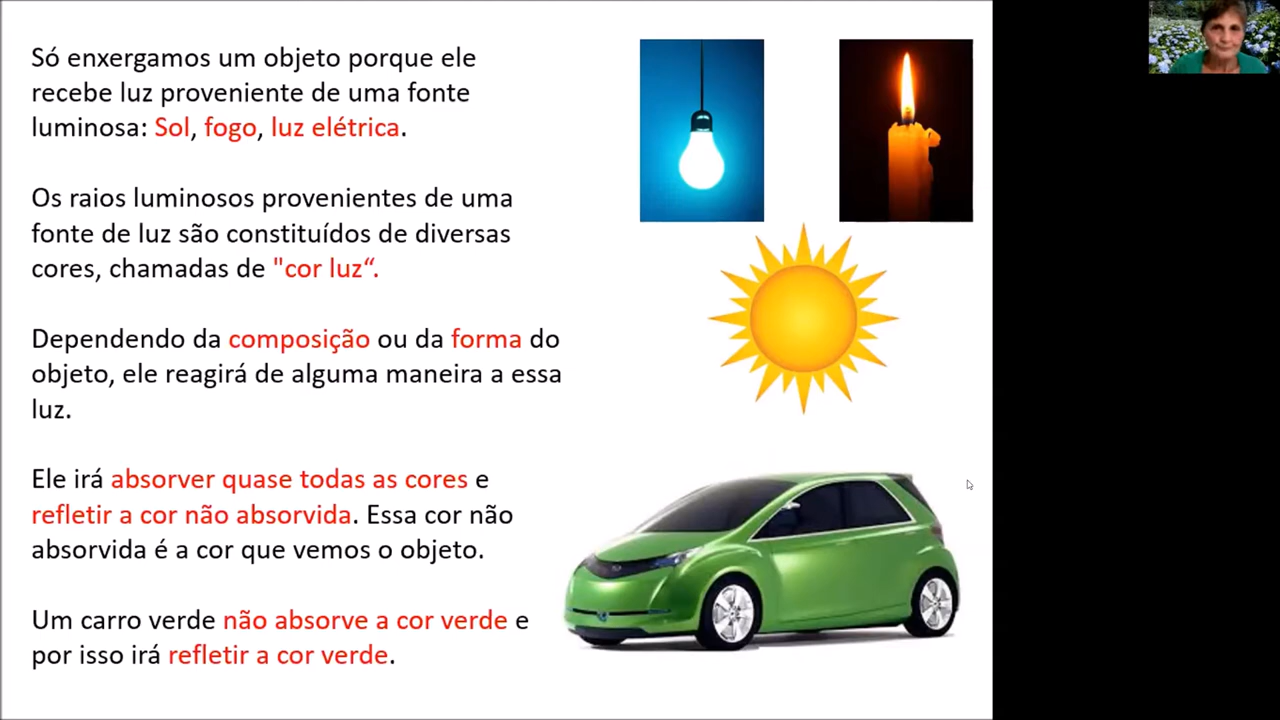 Só enxergamos um objeto porque ele
recebe luz proveniente de uma fonte
luminosa: Sol, fogo, luz elétrica.
Os raios luminosos provenientes de uma
fonte de luz são constituídos de diversas
cores, chamadas de "cor luz“.
Dependendo da composição ou da forma do
objeto, ele reagirá de alguma maneira a essa
luz.
Ele irá absorver quase todas as cores e
refletir a cor não absorvida. Essa cor não
absorvida é a cor que vemos o objeto.
Um carro verde não absorve a cor verde e
por isso irá refletir a cor verde.